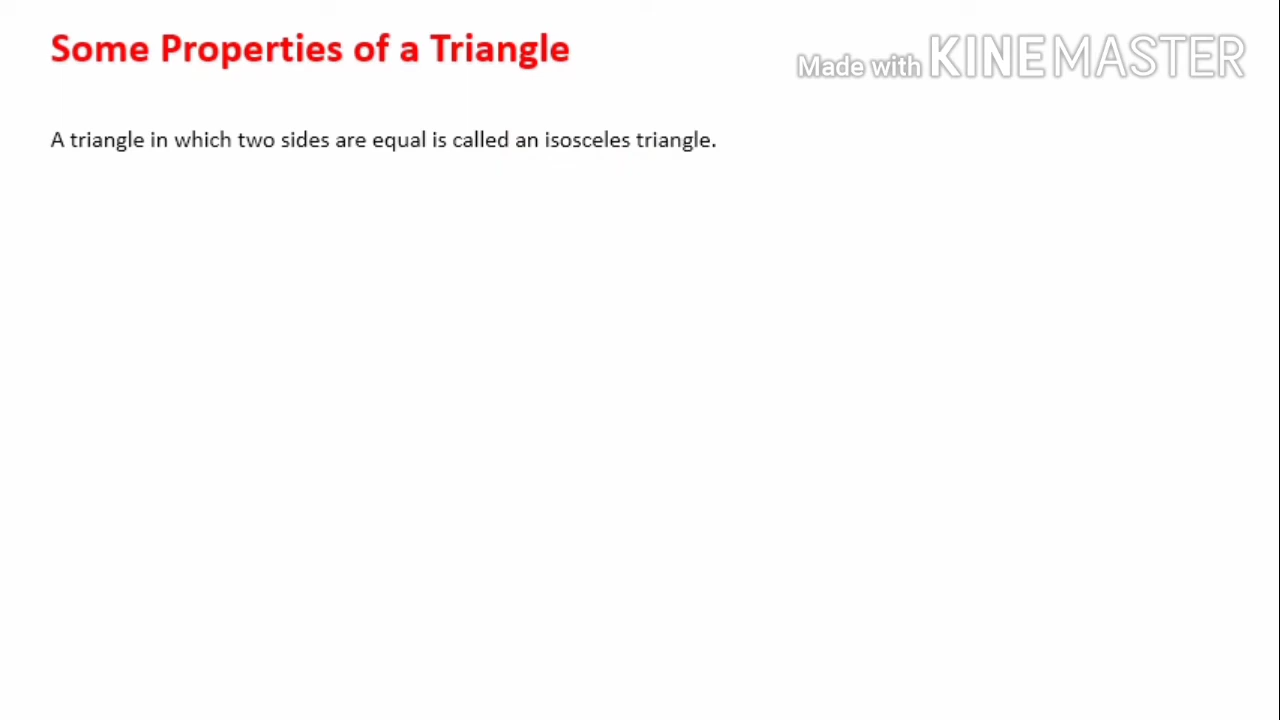 Some Properties of a Triangle
Made with KINEMASTER
A triangle in which two sides are equal is called an isosceles triangle.